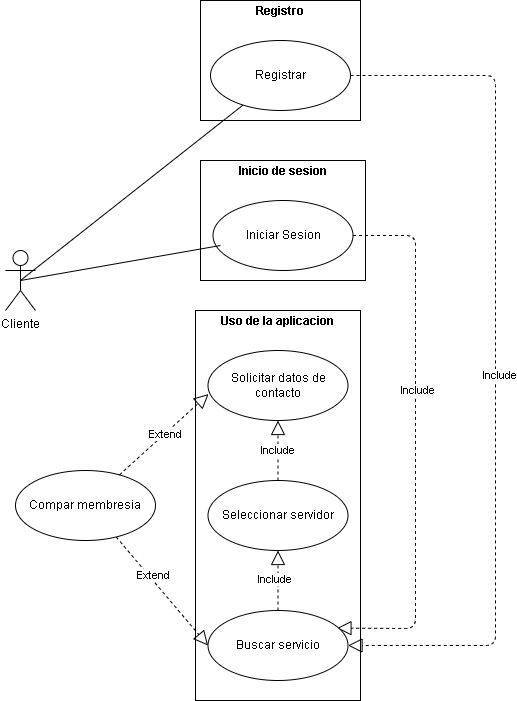 Registro
Registrar
Inicio de sesion
Iniciar Sesion
Cliente
Uso de la aplicacion
Solicitar datos de
contacto
Include
Include
Extend
Include
Compar membresia
Seleccionar servidor
Extend
Include
Buscar servicio